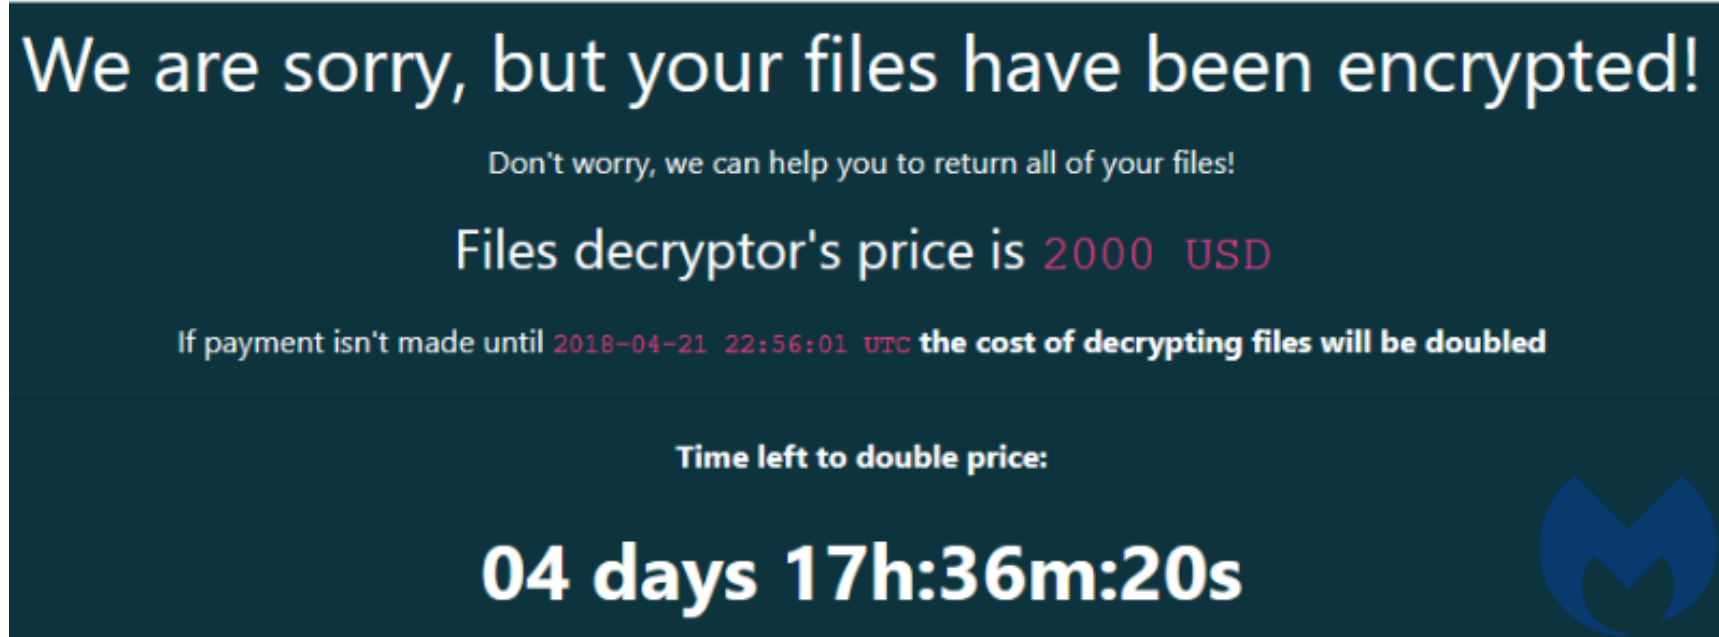 We are sorry, but your files have been encrypted!
Don't worry, we can help you to return all of your files!
Files decryptor's price is 2000 USD
If payment isn't made until 2018-04-21 22:56:01 UTC the cost of decrypting files will be doubled
Time left to double price:
04 days 17h:36m:20s